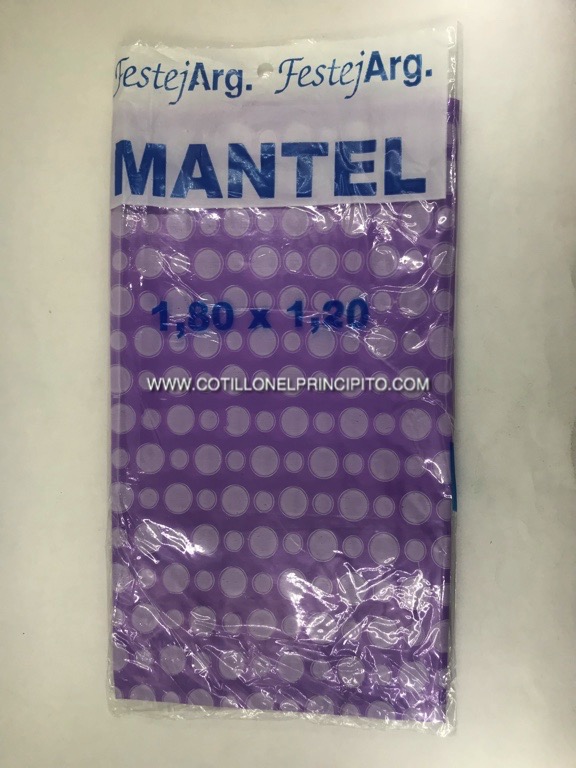 FestejArg. FestejArg.
MANTEL
1,80 x 1,20
WWW.COTILLONELPRINCIPITO.COM